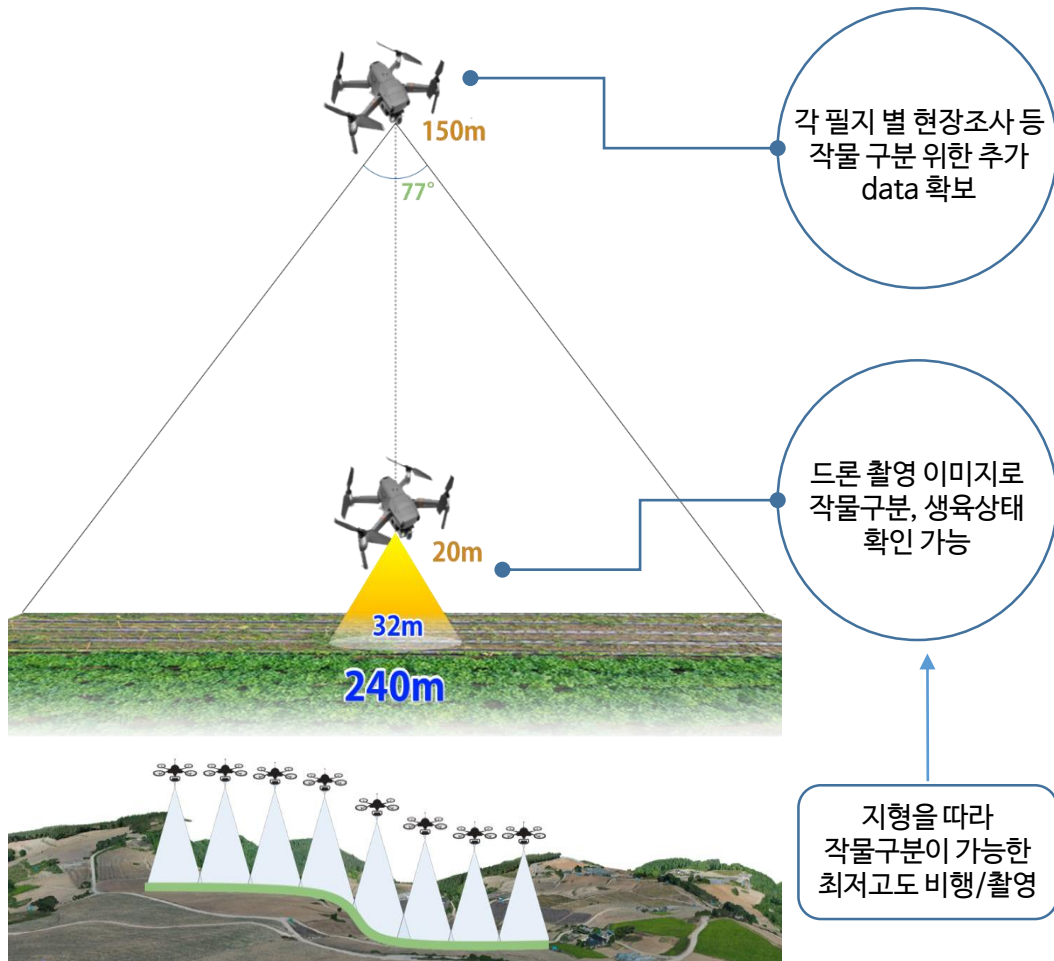 150m
77°
각 필지 별 현장조사 등
작물 구분 위한 추가
data 확보
20m
드론 촬영 이미지로
작물구분, 생육상태
확인 가능
32m
240m
지형을 따라
작물구분이 가능한
최저고도 비행/촬영